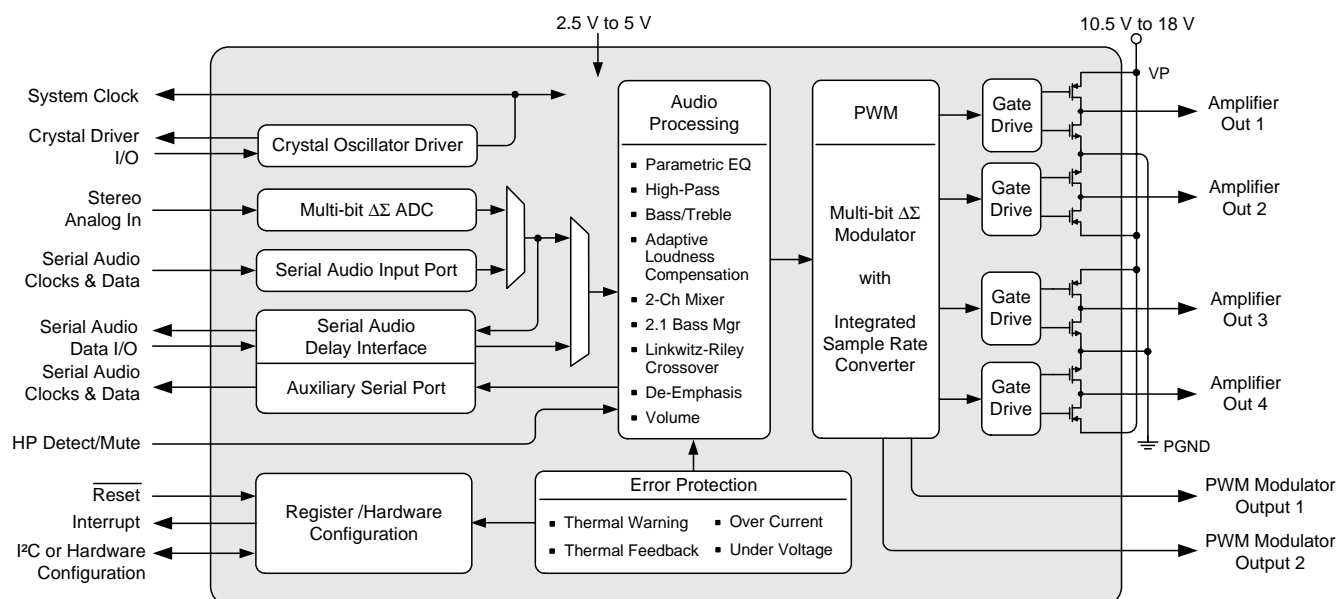 2.5 V to 5 V
10.5 V to 18 V
VP
System Clock
Crystal Driver
I/O
Stereo
Analog In
Serial Audio
Clocks & Data
Serial Audio
Data I/O
Serial Audio
Clocks & Data
HP Detect/Mute
Reset
Interrupt
I²C or Hardware
Configuration
Crystal Oscillator Driver
Multi-bit ΔΣ ADC
Serial Audio Input Port
Serial Audio
Delay Interface
Auxiliary Serial Port
Register /Hardware
Configuration
Audio
Processing
▪ Parametric EQ
▪ High-Pass
▪ Bass/Treble
▪ Adaptive
Loudness
Compensation
▪ 2-Ch Mixer
▪ 2.1 Bass Mgr
▪ Linkwitz-Riley
Crossover
▪ De-Emphasis
▪ Volume
Error Protection
▪ Thermal Warning
▪ Over Current
▪ Thermal Feedback
▪ Under Voltage
PWM
Multi-bit ΔΣ
Modulator
with
Integrated
Sample Rate
Converter
Gate
Drive
Gate
Drive
Gate
Drive
Gate
Drive
Amplifier
Out 1
Amplifier
Out 2
Amplifier
Out 3
Amplifier
Out 4
PGND
PWM Modulator
Output 1
PWM Modulator
Output 2